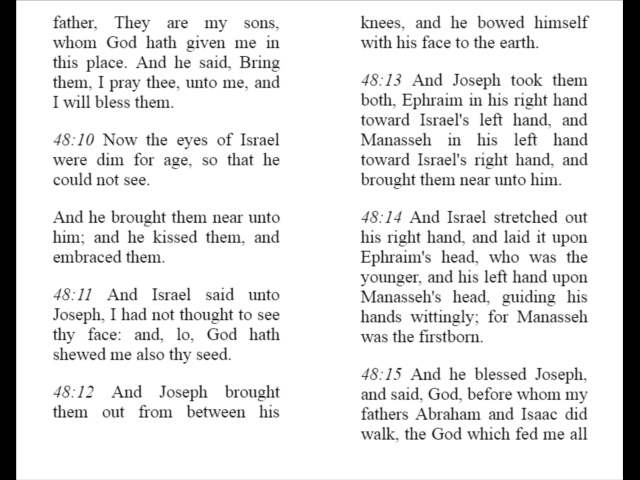 father, They are my sons,
whom God hath given me in
this place. And he said, Bring
them, I pray thee, unto me, and
I will bless them.
48:10 Now the eyes of Israel
were dim for age, so that he
could not see.
And he brought them near unto
him; and he kissed them, and
embraced them.
48:11 And Israel said unto
Joseph, I had not thought to see
thy face: and, lo, God hath
shewed me also thy seed.
48:12 And Joseph brought
them out from between his
knees, and he bowed himself
with his face to the earth.
48:13 And Joseph took them
both, Ephraim in his right hand
toward Israel's left hand, and
Manasseh in his left hand
toward Israel's right hand, and
brought them near unto him.
48:14 And Israel stretched out
his right hand, and laid it upon
Ephraim's head, who was the
younger, and his left hand upon
Manasseh's head, guiding his
hands wittingly; for Manasseh
was the firstborn.
48:15 And he blessed Joseph,
and said, God, before whom my
fathers Abraham and Isaac did
walk, the God which fed me all